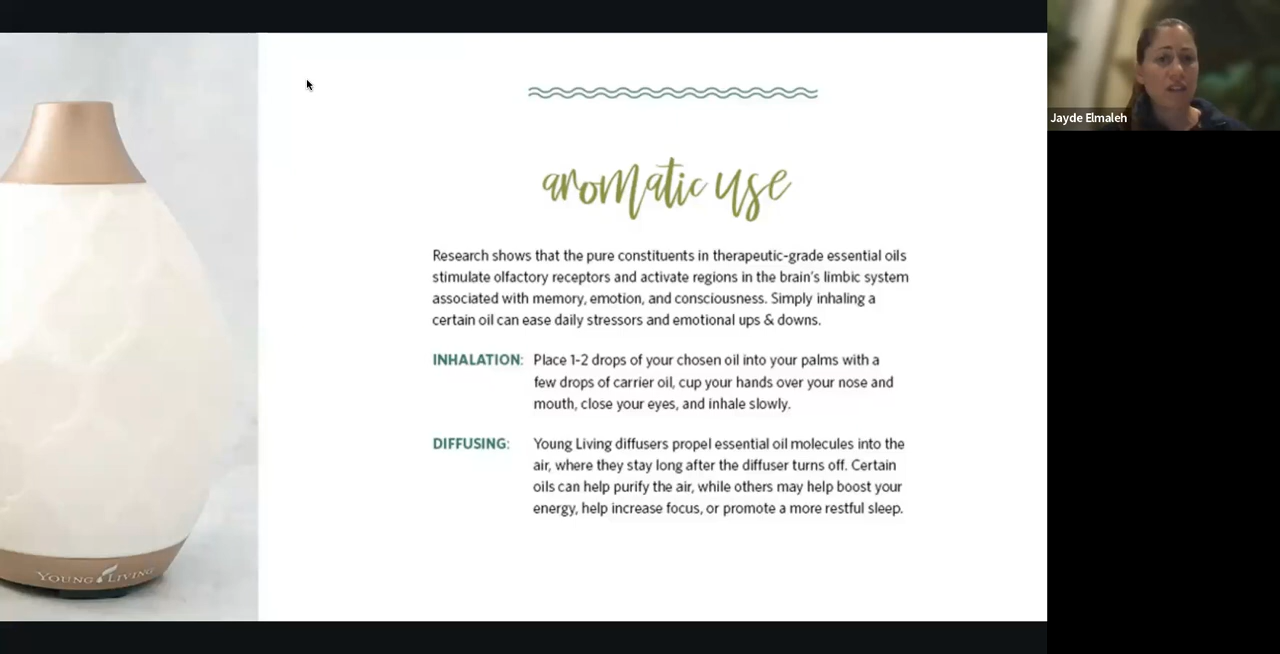 aromatic use
Research shows that the pure constituents in therapeutic-grade essential oils
stimulate olfactory receptors and activate regions in the brain's limbic system
associated with memory, emotion, and consciousness. Simply inhaling a
certain oil can ease daily stressors and emotional ups & downs.
INHALATION: Place 1-2 drops of your chosen oil into your palms with a
few drops of carrier oil, cup your hands over your nose and
mouth, close your eyes, and inhale slowly.
DIFFUSING: Young Living diffusers propel essential oil molecules into the
air, where they stay long after the diffuser turns off. Certain
oils can help purify the air, while others may help boost your
energy, help increase focus, or promote a more restful sleep.
YOUNG LIVING
Jayde Elmaleh